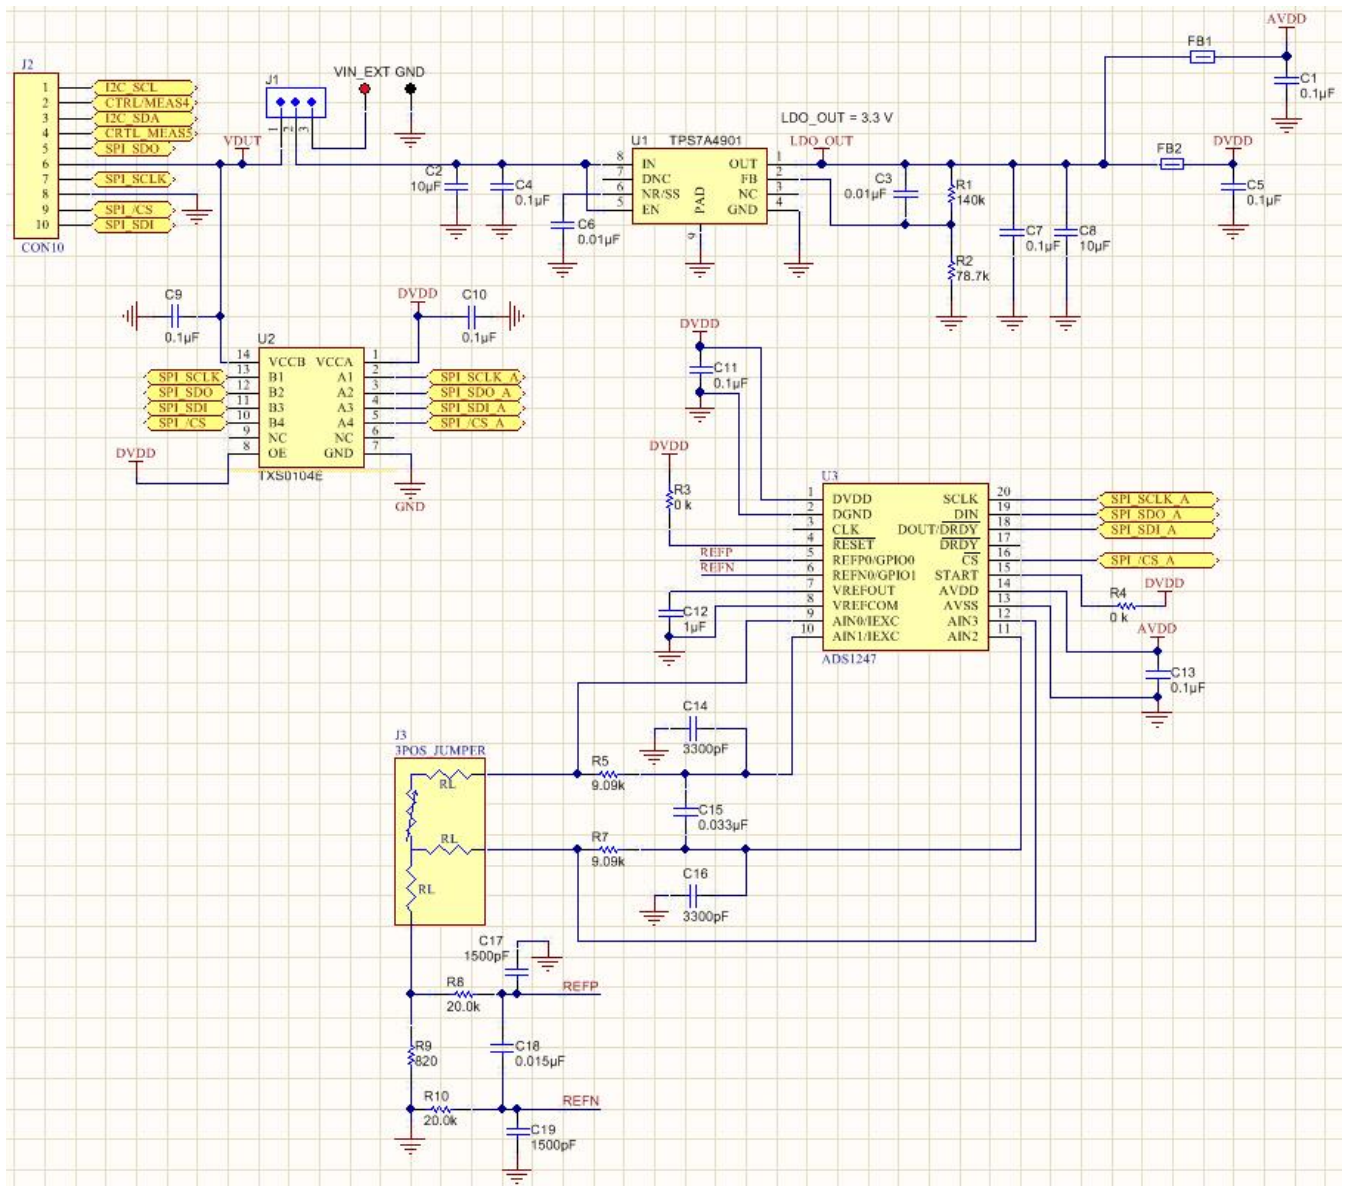 AVDD
FB1
C1
0.1µF
J2
1 I2C_SCL
2 CTRL/MEAS4
3 I2C_SDA
4 CRTL_MEAS5
5 SPI_SDO
6
7 SPI_SCLK
8
9 SPI_/CS
10 SPI_SDI
CON10
VDUT
J1
1 2 3
VIN_EXT GND
C2
10µF
C4
0.1µF
C6
0.01µF
U1 TPS7A4901
8 IN OUT 1
7 DNC FB 2
6 NR/SS NC 3
5 EN GND 4
PAD
9
LDO_OUT = 3.3 V
LDO_OUT
C3
0.01µF
R1
140k
R2
78.7k
C7
0.1µF
C8
10µF
FB2
DVDD
C5
0.1µF
C9
0.1µF
DVDD
C10
0.1µF
U2
14 VCCB VCCA 1
SPI_SCLK 13 B1 A1 2 SPI_SCLK_A
SPI_SDO 12 B2 A2 3 SPI_SDO_A
SPI_SDI 11 B3 A3 4 SPI_SDI_A
SPI_/CS 10 B4 A4 5 SPI_/CS_A
9 NC NC 6
8 OE GND 7
DVDD
TXS0104E
GND
DVDD
C11
0.1µF
DVDD
R3
0 k
REFP
REFN
C12
1µF
U3
1 DVDD SCLK 20 SPI_SCLK_A
2 DGND DIN 19 SPI_SDO_A
3 CLK DOUT/DRDY 18 SPI_SDI_A
4 RESET DRDY 17
5 REFP0/GPIO0 CS 16 SPI_/CS_A
6 REFN0/GPIO1 START 15
7 VREFOUT AVDD 14
8 VREFCOM AVSS 13
9 AIN0/IEXC AIN3 12
10 AIN1/IEXC AIN2 11
ADS1247
DVDD
R4
0 k
AVDD
C13
0.1µF
J3
3POS_JUMPER
RL
RL
RL
C14
3300pF
R5
9.09k
C15
0.033µF
R7
9.09k
C16
3300pF
C17
1500pF
R8
20.0k
REFP
R9
820
C18
0.015µF
R10
20.0k
REFN
C19
1500pF